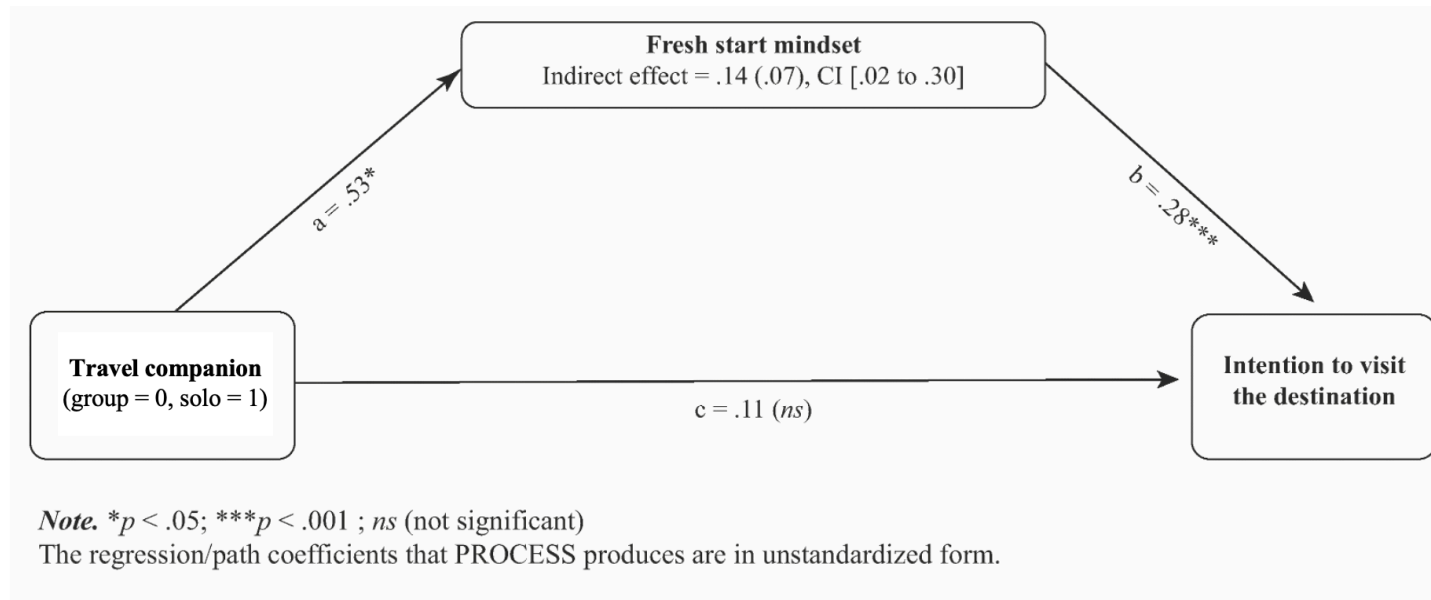 Fresh start mindset
Indirect effect = .14 (.07), CI [.02 to .30]
a = .53*
b = .28***
Travel companion
(group = 0, solo = 1)
c = .11 (ns)
Intention to visit
the destination
Note. *p < .05; ***p < .001 ; ns (not significant)
The regression/path coefficients that PROCESS produces are in unstandardized form.